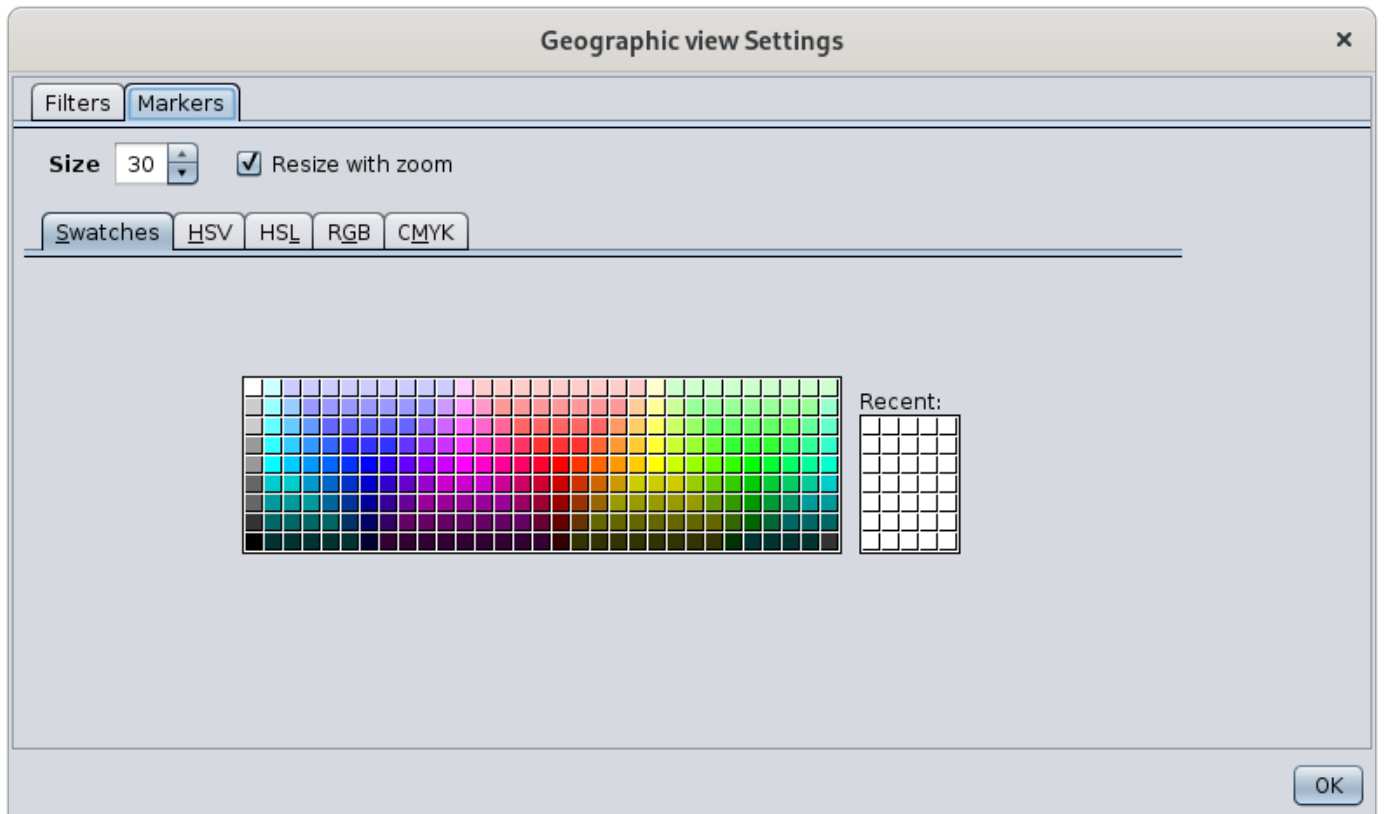 Geographic view Settings ×
Filters Markers
Size 30 Resize with zoom
Swatches HSV HSL RGB CMYK
Recent:
OK